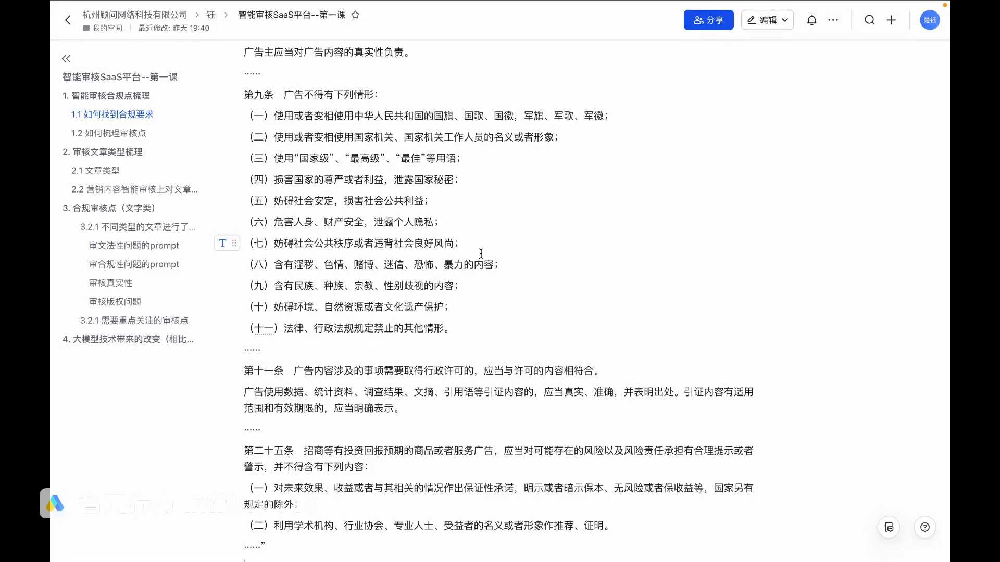 杭州顾问网络科技有限公司 > 钰 > 智能审核SaaS平台--第一课
我的空间 | 最近修改: 昨天 19:40
分享
编辑
楚钰
智能审核SaaS平台--第一课
1. 智能审核合规点梳理
1.1 如何找到合规要求
1.2 如何梳理审核点
2. 审核文章类型梳理
2.1 文章类型
2.2 营销内容智能审核上对文章...
3. 合规审核点（文字类）
3.2.1 不同类型的文章进行了...
审文法性问题的prompt
审合规性问题的prompt
审核真实性
审核版权问题
3.2.1 需要重点关注的审核点
4. 大模型技术带来的改变（相比...
广告主应当对广告内容的真实性负责。
......
第九条　广告不得有下列情形：
（一）使用或者变相使用中华人民共和国的国旗、国歌、国徽，军旗、军歌、军徽；
（二）使用或者变相使用国家机关、国家机关工作人员的名义或者形象；
（三）使用“国家级”、“最高级”、“最佳”等用语；
（四）损害国家的尊严或者利益，泄露国家秘密；
（五）妨碍社会安定，损害社会公共利益；
（六）危害人身、财产安全，泄露个人隐私；
T
（七）妨碍社会公共秩序或者违背社会良好风尚；
（八）含有淫秽、色情、赌博、迷信、恐怖、暴力的内容；
（九）含有民族、种族、宗教、性别歧视的内容；
（十）妨碍环境、自然资源或者文化遗产保护；
（十一）法律、行政法规规定禁止的其他情形。
......
第十一条　广告内容涉及的事项需要取得行政许可的，应当与许可的内容相符合。
广告使用数据、统计资料、调查结果、文摘、引用语等引证内容的，应当真实、准确，并表明出处。引证内容有适用
范围和有效期限的，应当明确表示。
......
第二十五条　招商等有投资回报预期的商品或者服务广告，应当对可能存在的风险以及风险责任承担有合理提示或者
警示，并不得含有下列内容：
（一）对未来效果、收益或者与其相关的情况作出保证性承诺，明示或者暗示保本、无风险或者保收益等，国家另有
规定的除外；
（二）利用学术机构、行业协会、专业人士、受益者的名义或者形象作推荐、证明。
......”